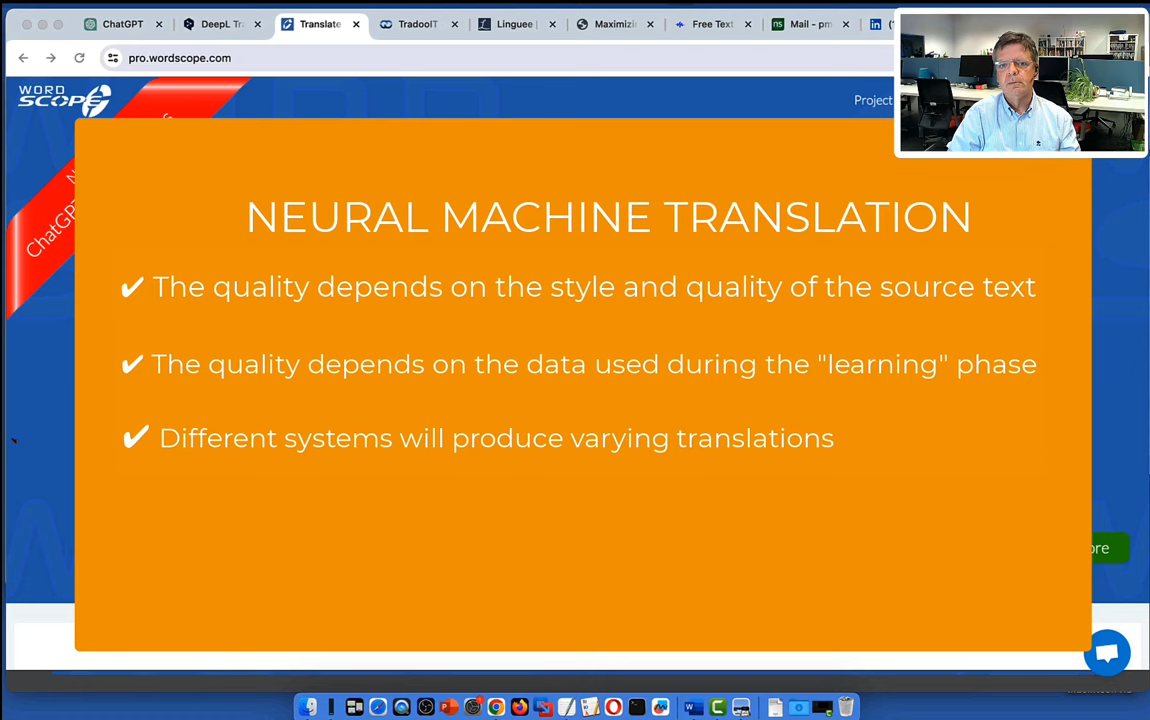 ChatGPT
DeepL Tr
Translate
TradooIT
Linguee
Maximizi
Free Text
Mail - pm
pro.wordscope.com
WORD
SCOPE
Project
ChatGPT
NEURAL MACHINE TRANSLATION
✔ The quality depends on the style and quality of the source text
✔ The quality depends on the data used during the "learning" phase
✔ Different systems will produce varying translations
ore